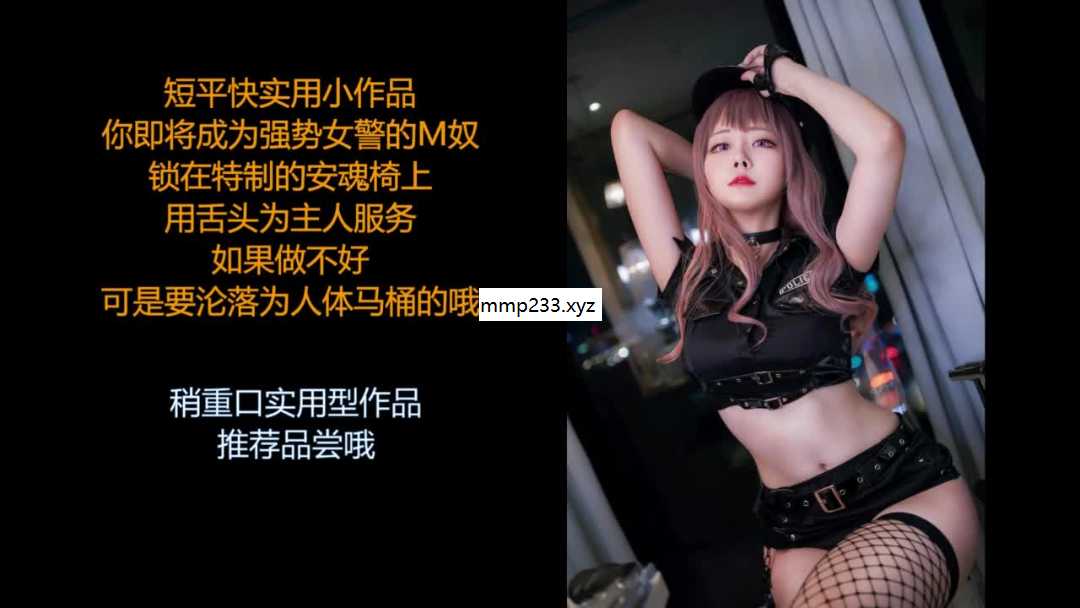 短平快实用小作品
你即将成为强势女警的M奴
锁在特制的安魂椅上
用舌头为主人服务
如果做不好
可是要沦落为人体马桶的哦
mmp233.xyz
稍重口实用型作品
推荐品尝哦
POLICE